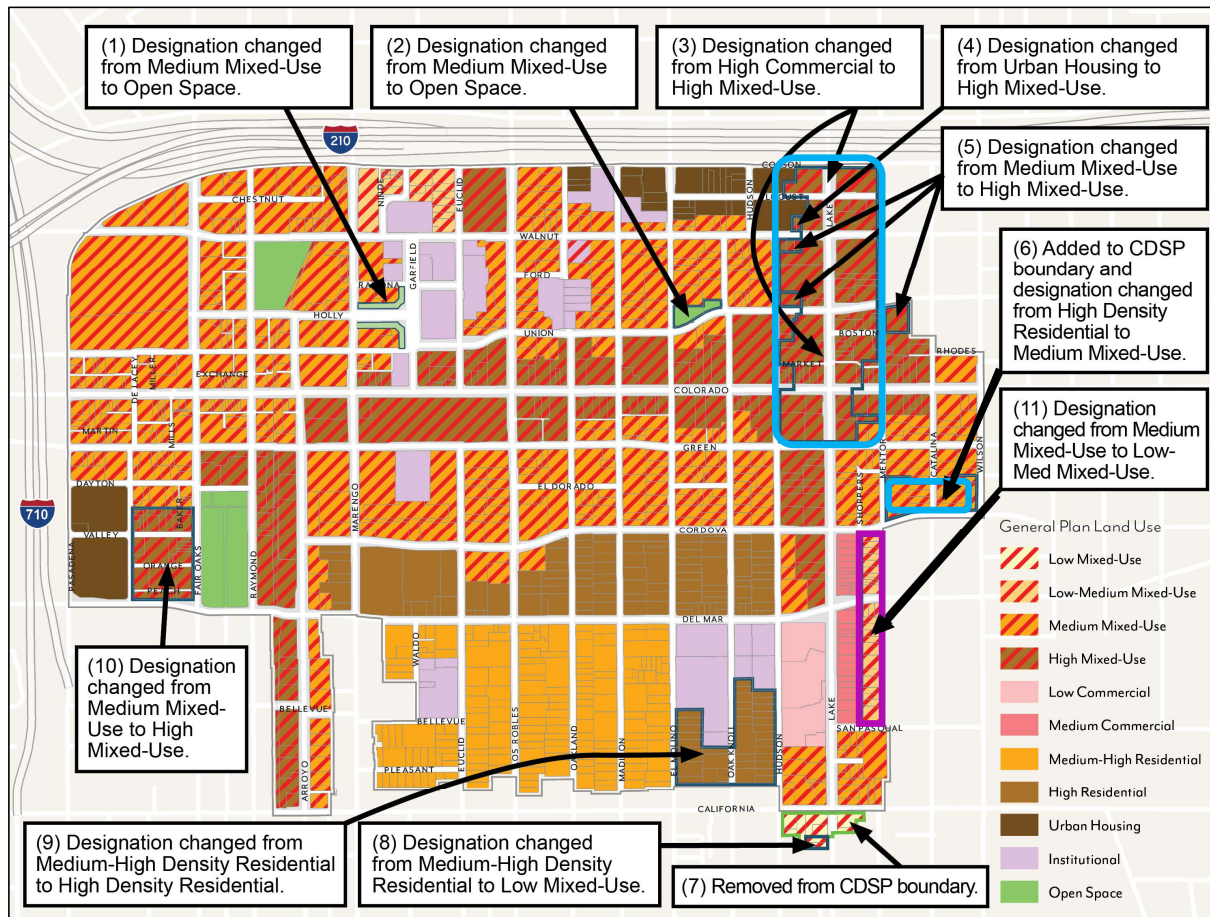 (1) Designation changed
from Medium Mixed-Use
to Open Space.
(2) Designation changed
from Medium Mixed-Use
to Open Space.
(3) Designation changed
from High Commercial to
High Mixed-Use.
(4) Designation changed
from Urban Housing to
High Mixed-Use.
(5) Designation changed
from Medium Mixed-Use
to High Mixed-Use.
(6) Added to CDSP
boundary and
designation changed
from High Density
Residential to
Medium Mixed-Use.
(11) Designation
changed from Medium
Mixed-Use to Low-
Med Mixed-Use.
210
710
CHESTNUT
EUCLID
HUDSON
LAKE
WALNUT
GARFIELD
FORD
HOLLY
UNION
BOSTON
RHODES
MARKET
EXCHANGE
DE LACEY
MILLER
COLORADO
MARTIN
MILLS
GREEN
MENTOR
CATALINA
WILSON
SHOPPERS
DAYTON
EL DORADO
MARENGO
BAKER
VALLEY
CORDOVA
PASADENA
ORANGE
FAIR OAKS
RAYMOND
DEL MAR
WALDO
BELLEVUE
BELLEVUE
EUCLID
LOS ROBLES
OAKLAND
MADISON
OAK KNOLL
HUDSON
LAKE
SAN PASQUAL
PLEASANT
ARROYO
CALIFORNIA
General Plan Land Use
Low Mixed-Use
Low-Medium Mixed-Use
Medium Mixed-Use
High Mixed-Use
Low Commercial
Medium Commercial
Medium-High Residential
High Residential
Urban Housing
Institutional
Open Space
(10) Designation
changed from
Medium Mixed-
Use to High
Mixed-Use.
(9) Designation changed from
Medium-High Density Residential
to High Density Residential.
(8) Designation changed
from Medium-High Density
Residential to Low Mixed-Use.
(7) Removed from CDSP boundary.